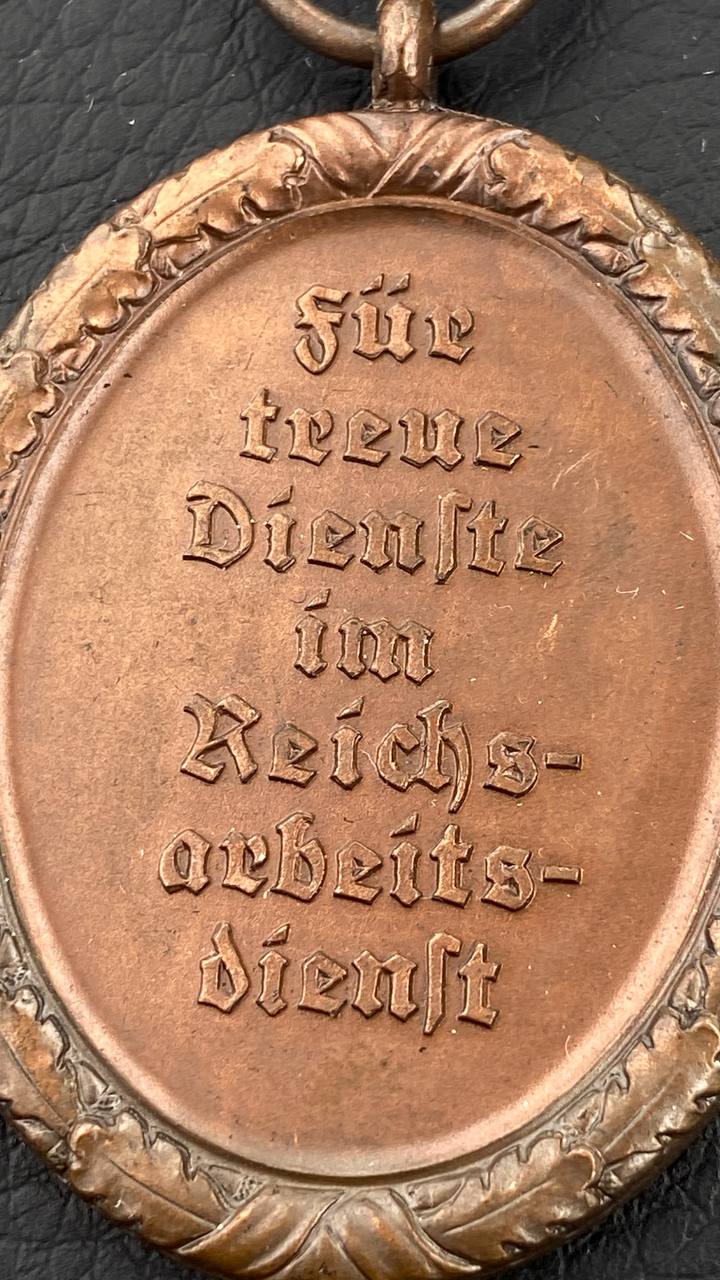 Für
treue
Dienſte
im
Reichs-
arbeits-
dienſt